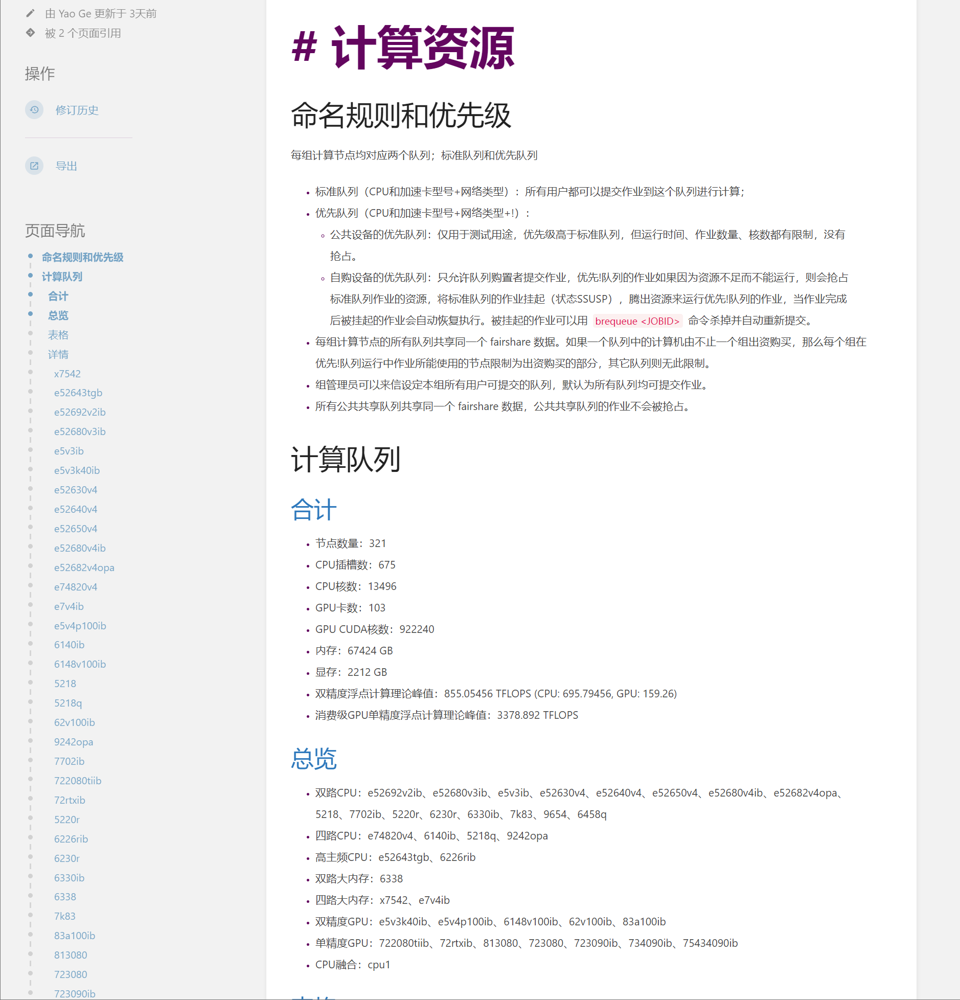 由 Yao Ge 更新于 3天前
被 2 个页面引用
操作
修订历史
导出
页面导航
命名规则和优先级
计算队列
合计
总览
表格
详情
x7542
e52643tgb
e52692v2ib
e52680v3ib
e5v3ib
e5v3k40ib
e52630v4
e52640v4
e52650v4
e52680v4ib
e52682v4opa
e74820v4
e7v4ib
e5v4p100ib
6140ib
6148v100ib
5218
5218q
62v100ib
9242opa
7702ib
722080tiib
72rtxib
5220r
6226rib
6230r
6330ib
6338
7k83
83a100ib
813080
723080
723090ib
# 计算资源
命名规则和优先级
每组计算节点均对应两个队列；标准队列和优先队列
• 标准队列（CPU和加速卡型号+网络类型）：所有用户都可以提交作业到这个队列进行计算；
• 优先队列（CPU和加速卡型号+网络类型+!）：
◦ 公共设备的优先队列：仅用于测试用途，优先级高于标准队列，但运行时间、作业数量、核数都有限制，没有
抢占。
◦ 自购设备的优先队列：只允许队列购置者提交作业，优先!队列的作业如果因为资源不足而不能运行，则会抢占
标准队列作业的资源，将标准队列的作业挂起（状态SSUSP），腾出资源来运行优先!队列的作业，当作业完成
后被挂起的作业会自动恢复执行。被挂起的作业可以用 brequeue <JOBID> 命令杀掉并自动重新提交。
• 每组计算节点的所有队列共享同一个 fairshare 数据。如果一个队列中的计算机由不止一个组出资购买，那么每个组在
优先!队列运行中作业所能使用的节点限制为出资购买的部分，其它队列则无此限制。
• 组管理员可以来信设定本组所有用户可提交的队列，默认为所有队列均可提交作业。
• 所有公共共享队列共享同一个 fairshare 数据，公共共享队列的作业不会被抢占。
计算队列
合计
• 节点数量：321
• CPU插槽数：675
• CPU核数：13496
• GPU卡数：103
• GPU CUDA核数：922240
• 内存：67424 GB
• 显存：2212 GB
• 双精度浮点计算理论峰值：855.05456 TFLOPS (CPU: 695.79456, GPU: 159.26)
• 消费级GPU单精度浮点计算理论峰值：3378.892 TFLOPS
总览
• 双路CPU：e52692v2ib、e52680v3ib、e5v3ib、e52630v4、e52640v4、e52650v4、e52680v4ib、e52682v4opa、
5218、7702ib、5220r、6230r、6330ib、7k83、9654、6458q
• 四路CPU：e74820v4、6140ib、5218q、9242opa
• 高主频CPU：e52643tgb、6226rib
• 双路大内存：6338
• 四路大内存：x7542、e7v4ib
• 双精度GPU：e5v3k40ib、e5v4p100ib、6148v100ib、62v100ib、83a100ib
• 单精度GPU：722080tiib、72rtxib、813080、723080、723090ib、734090ib、75434090ib
• CPU融合：cpu1